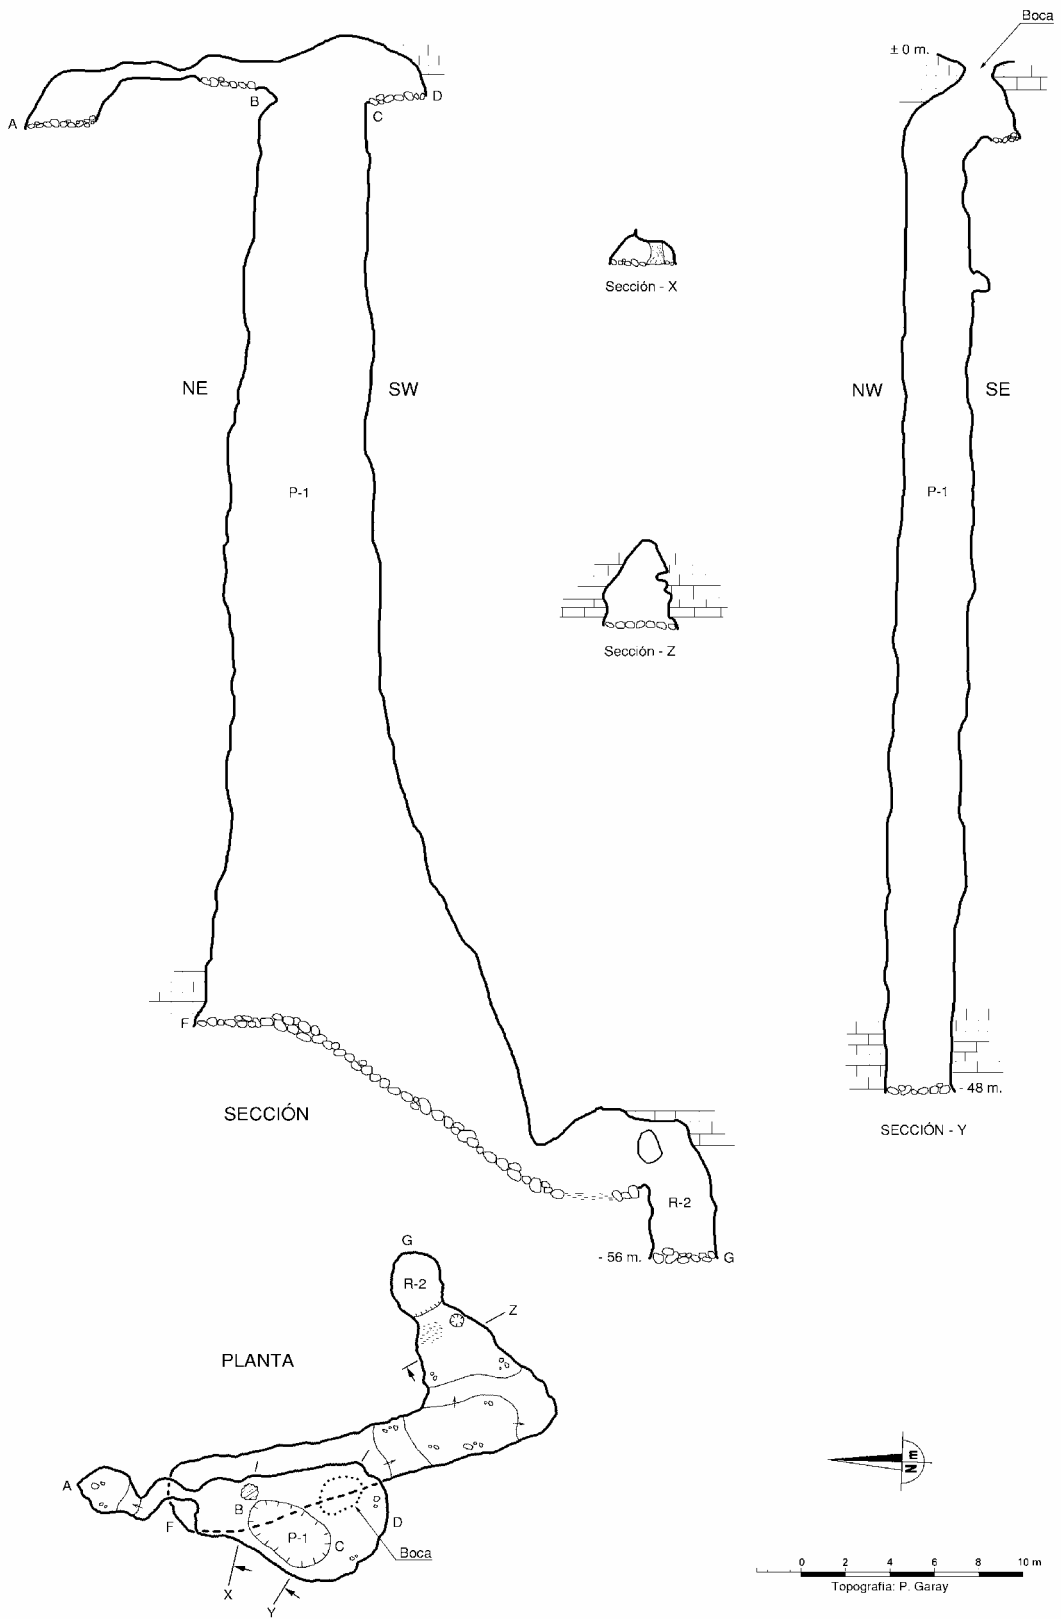 Boca
± 0 m.
A
B
C
D
Sección - X
NE
SW
NW
SE
P-1
P-1
Sección - Z
F
- 48 m.
SECCIÓN
SECCIÓN - Y
R-2
- 56 m.
G
G
R-2
Z
PLANTA
A
B
F
P-1
C
D
Boca
X
Y
N m
0 2 4 6 8 10 m
Topografía: P. Garay